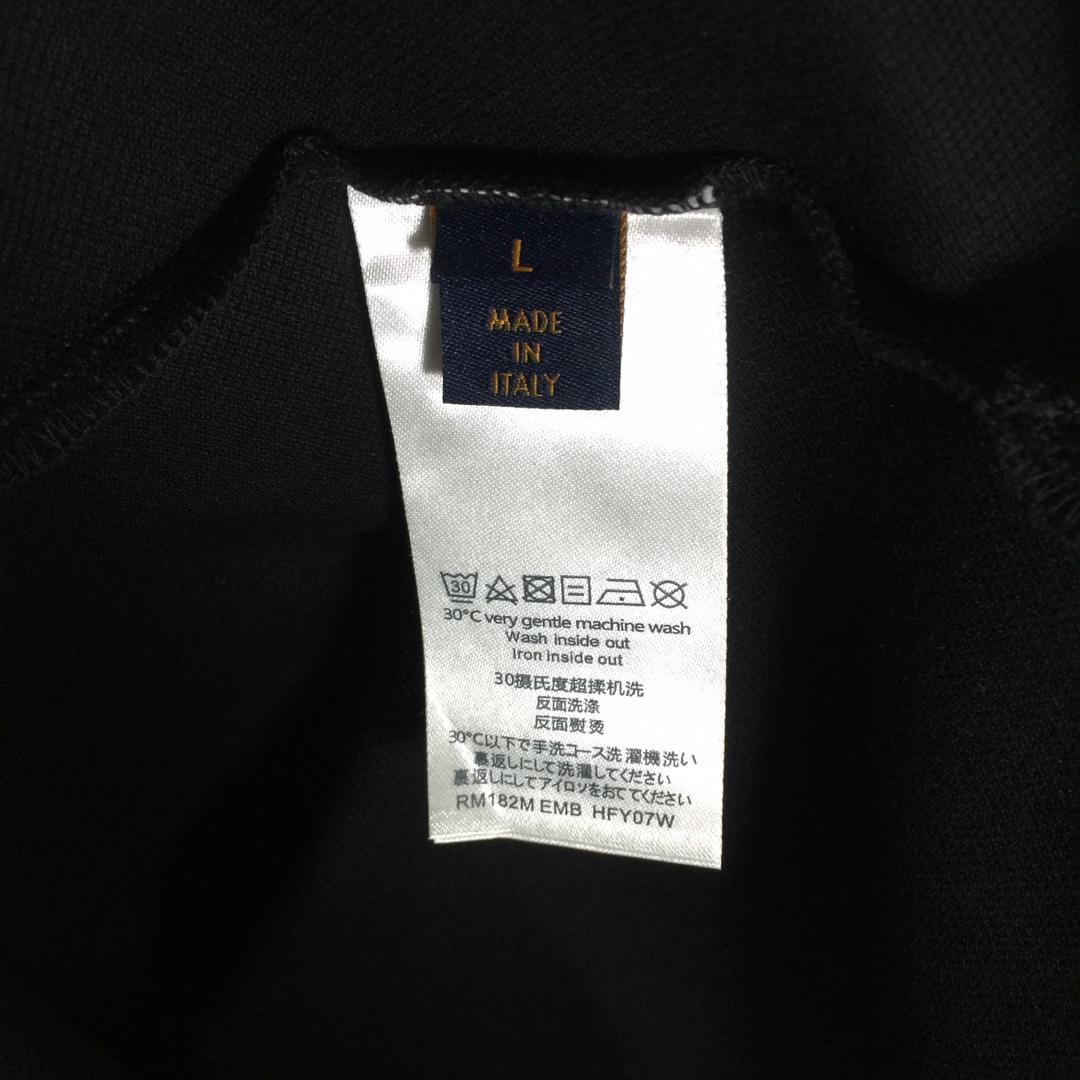 L
MADE
IN
ITALY
30
30°C very gentle machine wash
Wash inside out
Iron inside out
30摄氏度超揉机洗
反面洗涤
反面熨烫
30℃以下で手洗コース洗濯機洗い
裏返しにして洗濯してください
裏返しにしてアイロソをおててください
RM182M EMB HFY07W